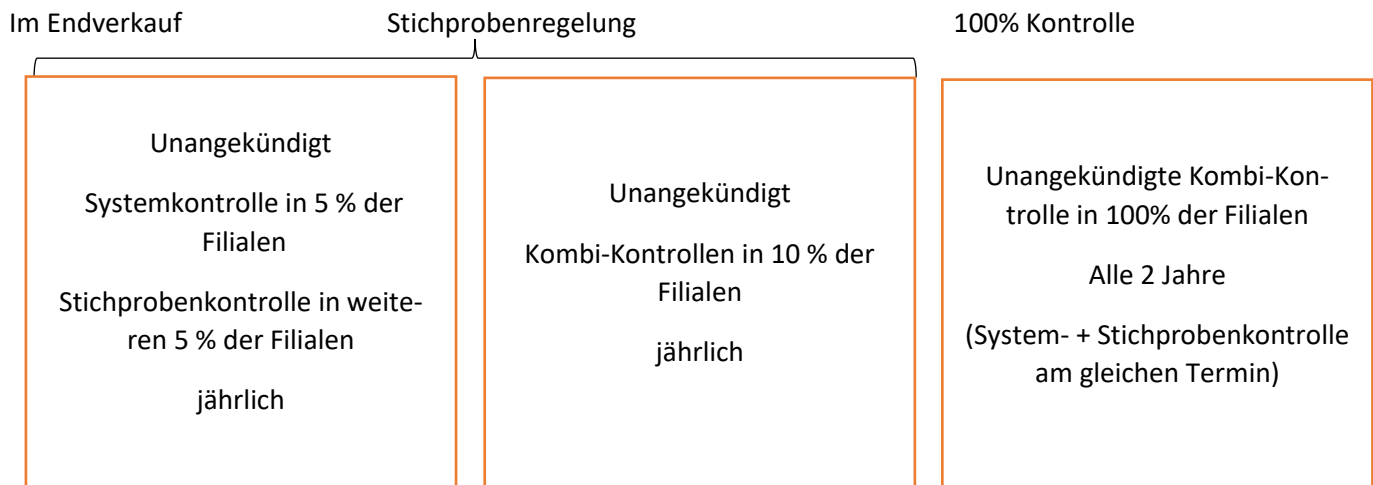 Im Endverkauf
Stichprobenregelung
100% Kontrolle
Unangekündigt
Systemkontrolle in 5 % der
Filialen
Stichprobenkontrolle in weite-
ren 5 % der Filialen
jährlich
Unangekündigt
Kombi-Kontrollen in 10 % der
Filialen
jährlich
Unangekündigte Kombi-Kon-
trolle in 100% der Filialen
Alle 2 Jahre
(System- + Stichprobenkontrolle
am gleichen Termin)